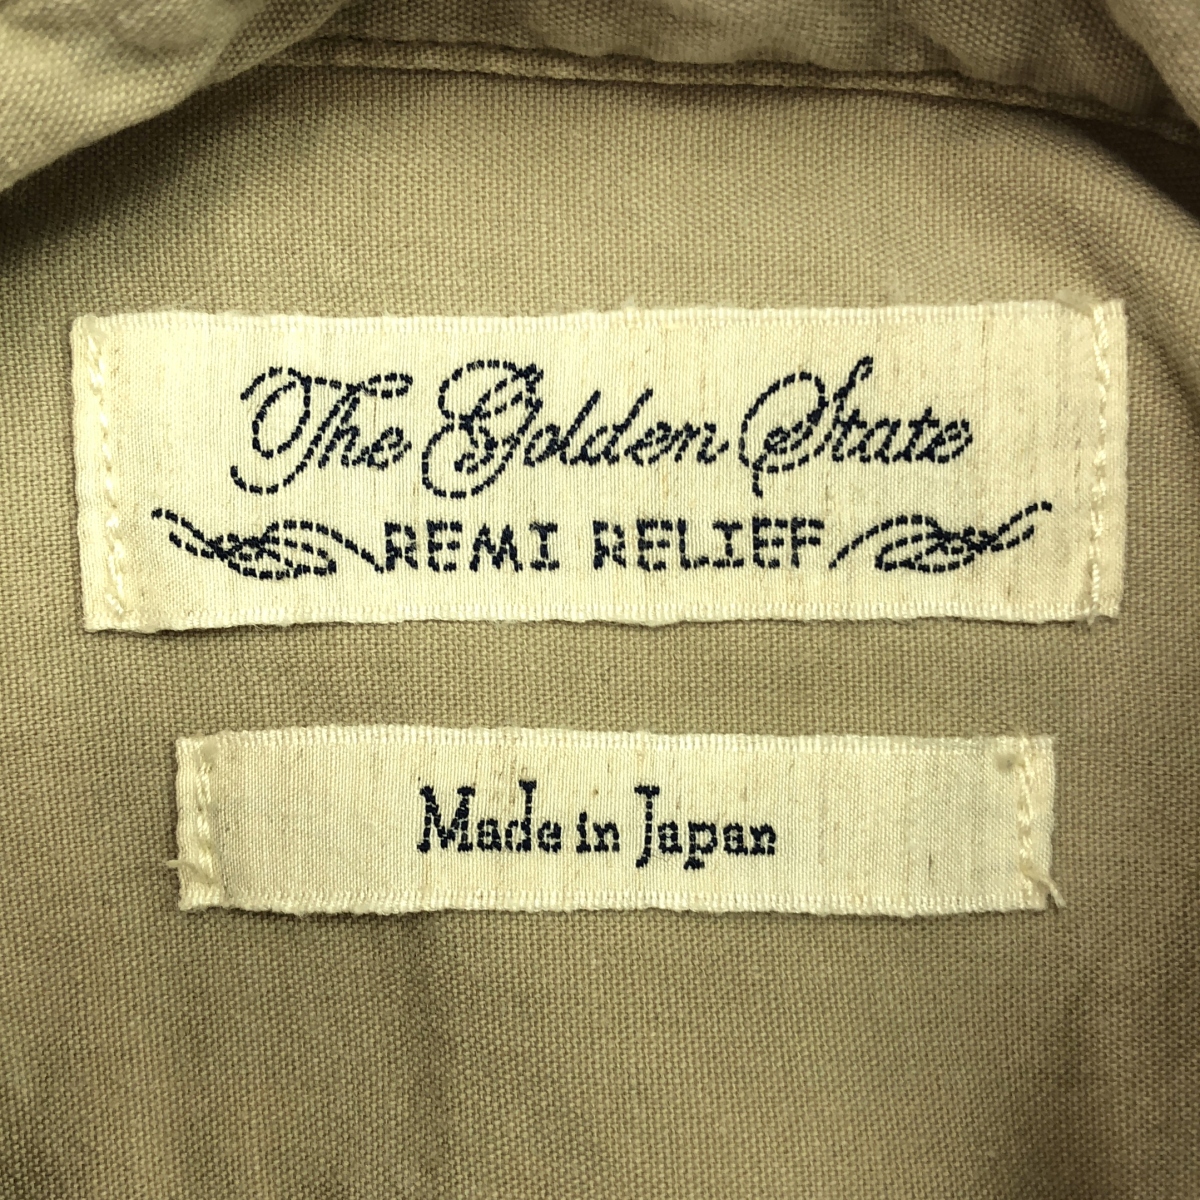 The Golden State
REMI RELIEF
Made in Japan